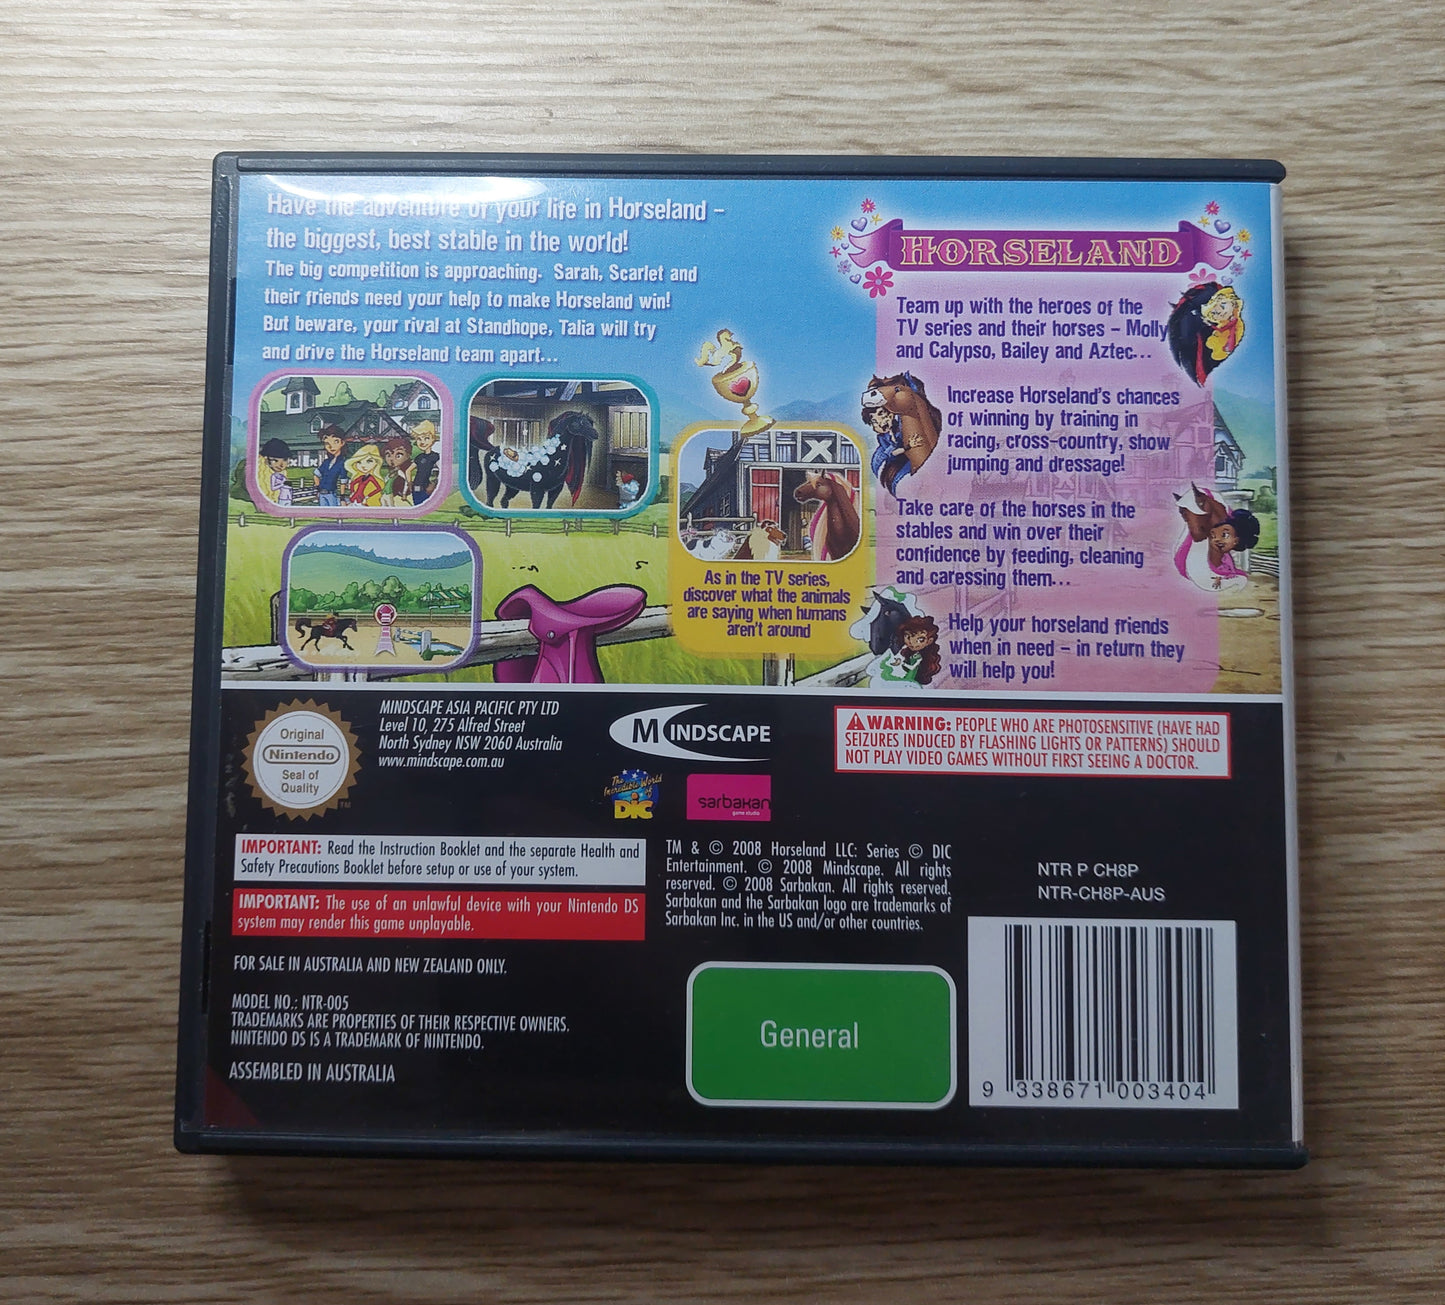 Have the adventure of your life in Horseland –
the biggest, best stable in the world!
The big competition is approaching. Sarah, Scarlet and
their friends need your help to make Horseland win!
But beware, your rival at Standhope, Talia will try
and drive the Horseland team apart...
As in the TV series,
discover what the animals
are saying when humans
aren't around
HORSELAND
Team up with the heroes of the
TV series and their horses – Molly
and Calypso, Bailey and Aztec...
Increase Horseland's chances
of winning by training in
racing, cross-country, show
jumping and dressage!
Take care of the horses in the
stables and win over their
confidence by feeding, cleaning
and caressing them...
Help your horseland friends
when in need – in return they
will help you!
Original
Nintendo
Seal of
Quality
TM
MINDSCAPE ASIA PACIFIC PTY LTD
Level 10, 275 Alfred Street
North Sydney NSW 2060 Australia
www.mindscape.com.au
MINDSCAPE
The
Incredible World
of
DIC
sarbakan
game studio
WARNING: PEOPLE WHO ARE PHOTOSENSITIVE (HAVE HAD
SEIZURES INDUCED BY FLASHING LIGHTS OR PATTERNS) SHOULD
NOT PLAY VIDEO GAMES WITHOUT FIRST SEEING A DOCTOR.
IMPORTANT: Read the Instruction Booklet and the separate Health and
Safety Precautions Booklet before setup or use of your system.
IMPORTANT: The use of an unlawful device with your Nintendo DS
system may render this game unplayable.
FOR SALE IN AUSTRALIA AND NEW ZEALAND ONLY.
MODEL NO.: NTR-005
TRADEMARKS ARE PROPERTIES OF THEIR RESPECTIVE OWNERS.
NINTENDO DS IS A TRADEMARK OF NINTENDO.
ASSEMBLED IN AUSTRALIA
TM & © 2008 Horseland LLC: Series © DIC
Entertainment. © 2008 Mindscape. All rights
reserved. © 2008 Sarbakan. All rights reserved.
Sarbakan and the Sarbakan logo are trademarks of
Sarbakan Inc. in the US and/or other countries.
General
NTR P CH8P
NTR-CH8P-AUS
9 338671 003404